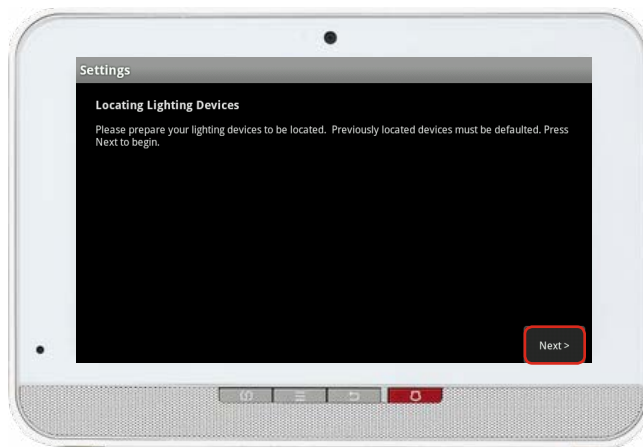 Settings
Locating Lighting Devices
Please prepare your lighting devices to be located.  Previously located devices must be defaulted. Press
Next to begin.
Next >